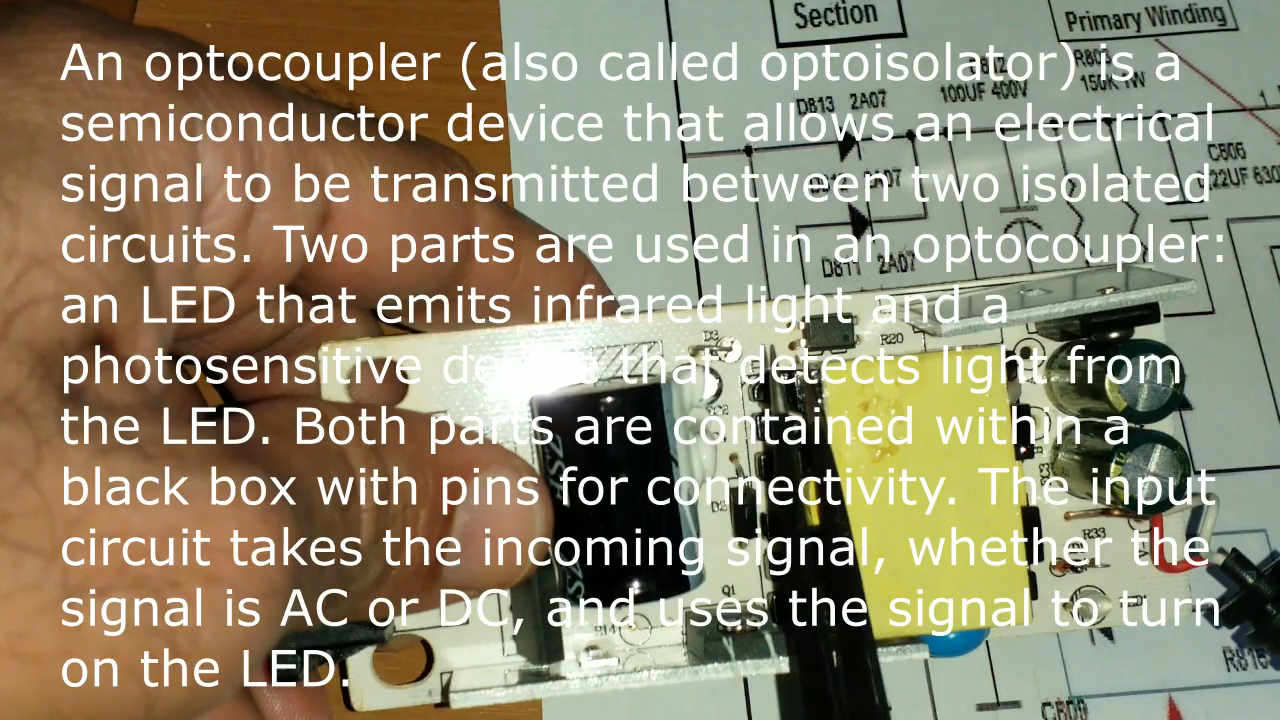 Section
Primary Winding
An optocoupler (also called optoisolator) is a
semiconductor device that allows an electrical
signal to be transmitted between two isolated
circuits. Two parts are used in an optocoupler:
an LED that emits infrared light and a
photosensitive device that detects light from
the LED. Both parts are contained within a
black box with pins for connectivity. The input
circuit takes the incoming signal, whether the
signal is AC or DC, and uses the signal to turn
on the LED.
R803
150K 1W
100UF 400V
D813 2A07
C806
D811 2A07
R20
R33
Q1